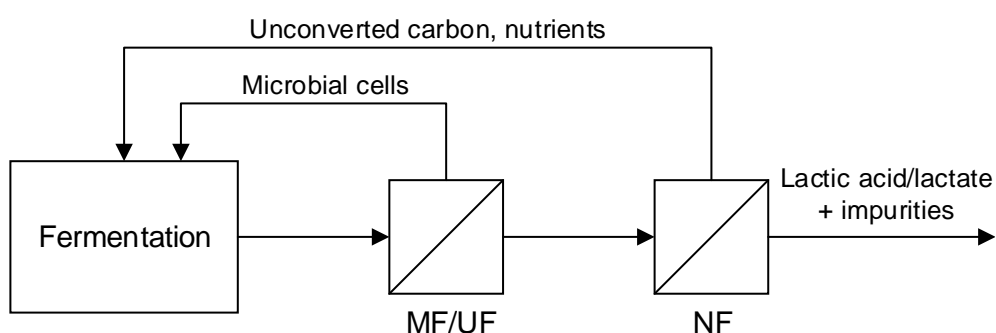 Unconverted carbon, nutrients
Microbial cells
Lactic acid/lactate
+ impurities
Fermentation
MF/UF
NF